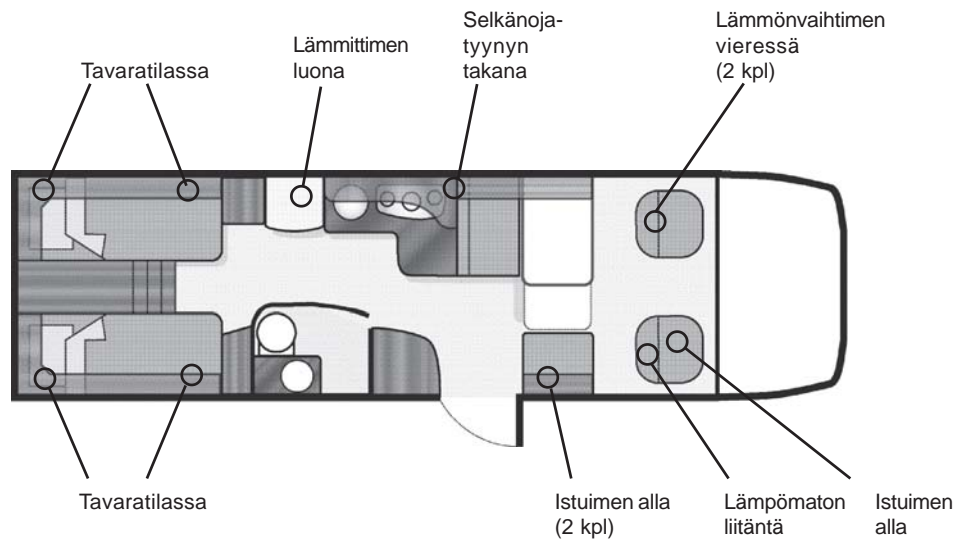 Tavaratilassa
Lämmittimen
luona
Selkänoja-
tyynyn
takana
Lämmönvaihtimen
vieressä
(2 kpl)
Tavaratilassa
Istuimen alla
(2 kpl)
Lämpömaton
liitäntä
Istuimen
alla